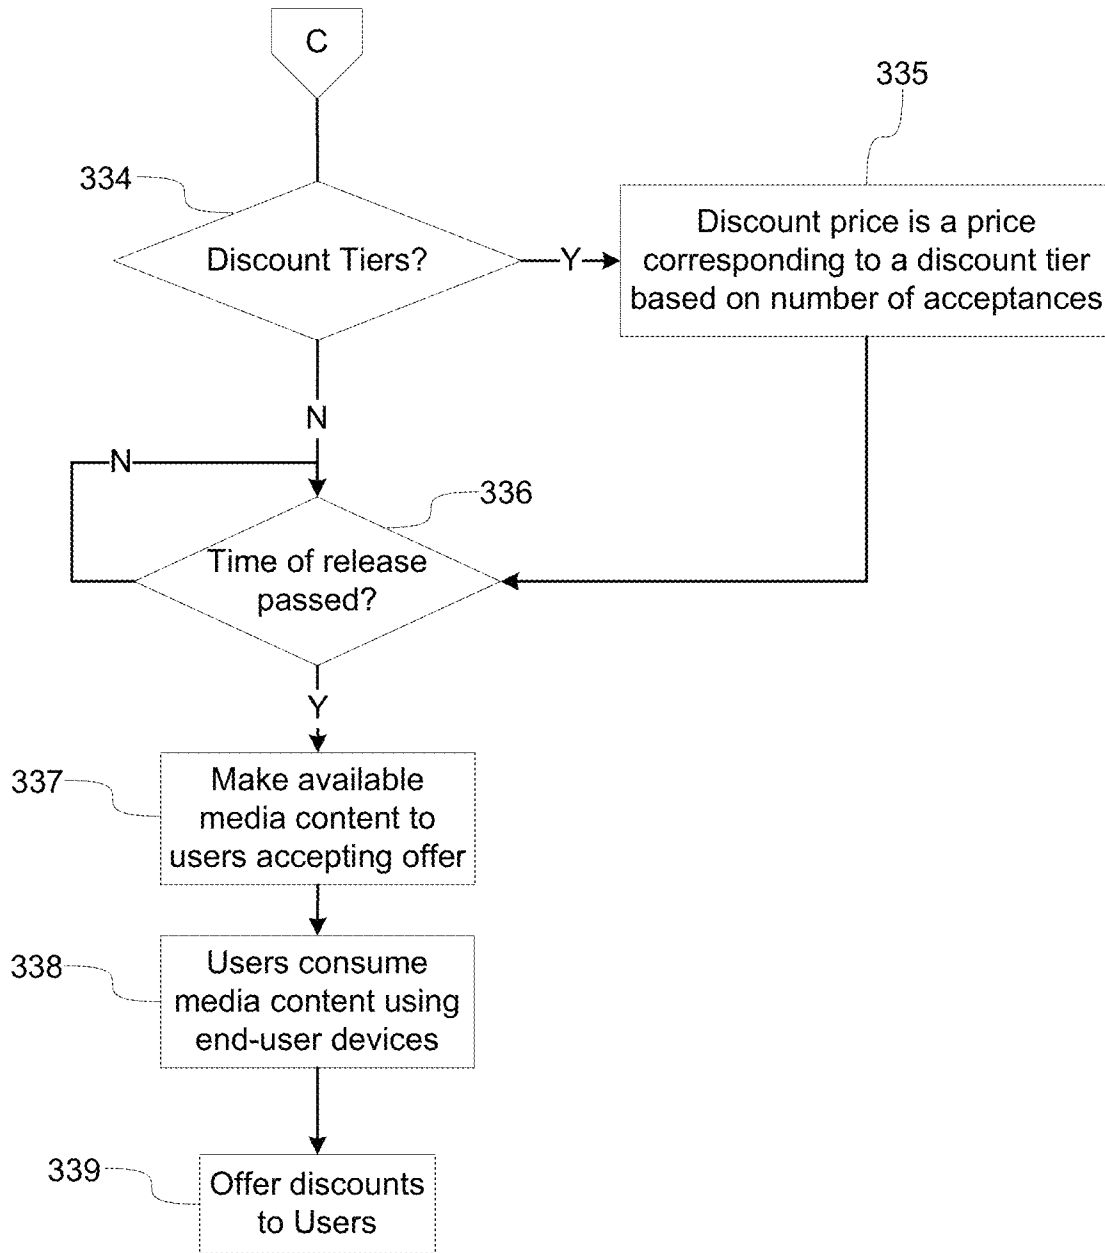 C
335
334
Discount Tiers?
Y
Discount price is a price
corresponding to a discount tier
based on number of acceptances
N
N
336
Time of release
passed?
Y
337
Make available
media content to
users accepting offer
338
Users consume
media content using
end-user devices
339
Offer discounts
to Users